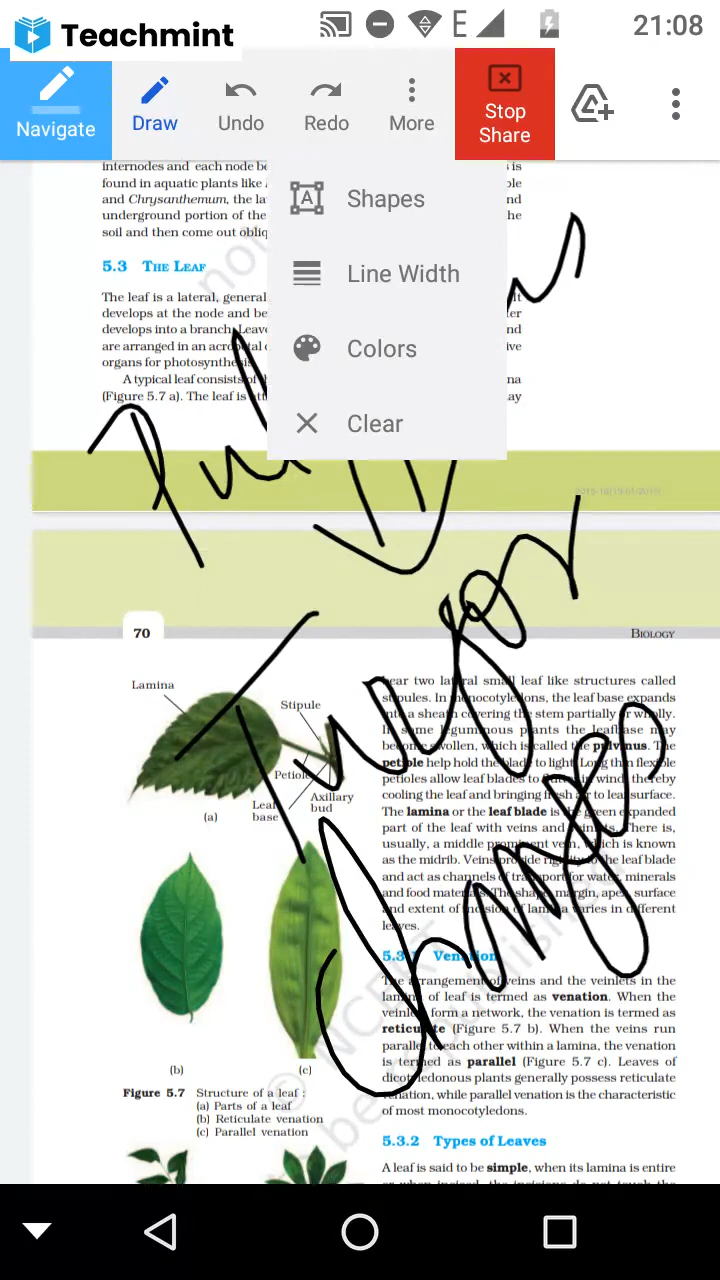 Teachmint
E
21:08
Navigate
Draw
Undo
Redo
More
Stop
Share
Shapes
Line Width
Colors
Clear
internodes and each node
is
found in aquatic plants like
and Chrysanthemum, the
underground portion of the
soil and then come out
5.3 THE LEAF
The leaf is a lateral,
develops at the node and
develops into a branch.
are arranged in an
organs for photosynthesis.
A typical leaf consists of
(Figure 5.7 a). The leaf is
2018-19(19/01/2018)
70
BIOLOGY
Lamina
Stipule
Petiole
Leaf
base
Axillary
bud
(a)
(b)
(c)
Figure 5.7 Structure of a leaf :
(a) Parts of a leaf
(b) Reticulate venation
(c) Parallel venation
bear two lateral small leaf like structures called
stipules. In monocotyledons, the leaf base expands
into a sheath covering the stem partially or wholly.
In some leguminous plants the leafbase may
become swollen, which is called the pulvinus. The
petiole help hold the blade to light. Long thin flexible
petioles allow leaf blades to flutter in wind, thereby
cooling the leaf and bringing fresh air to leaf surface.
The lamina or the leaf blade is the green expanded
part of the leaf with veins and veinlets. There is,
usually, a middle prominent vein, which is known
as the midrib. Veins provide rigidity to the leaf blade
and act as channels of transport for water, minerals
and food materials. The shape, margin, apex, surface
and extent of incision of lamina varies in different
leaves.
5.3.1 Venation
The arrangement of veins and the veinlets in the
lamina of leaf is termed as venation. When the
veinlets form a network, the venation is termed as
reticulate (Figure 5.7 b). When the veins run
parallel to each other within a lamina, the venation
is termed as parallel (Figure 5.7 c). Leaves of
dicotyledonous plants generally possess reticulate
venation, while parallel venation is the characteristic
of most monocotyledons.
5.3.2 Types of Leaves
A leaf is said to be simple, when its lamina is entire
Turgor
changes